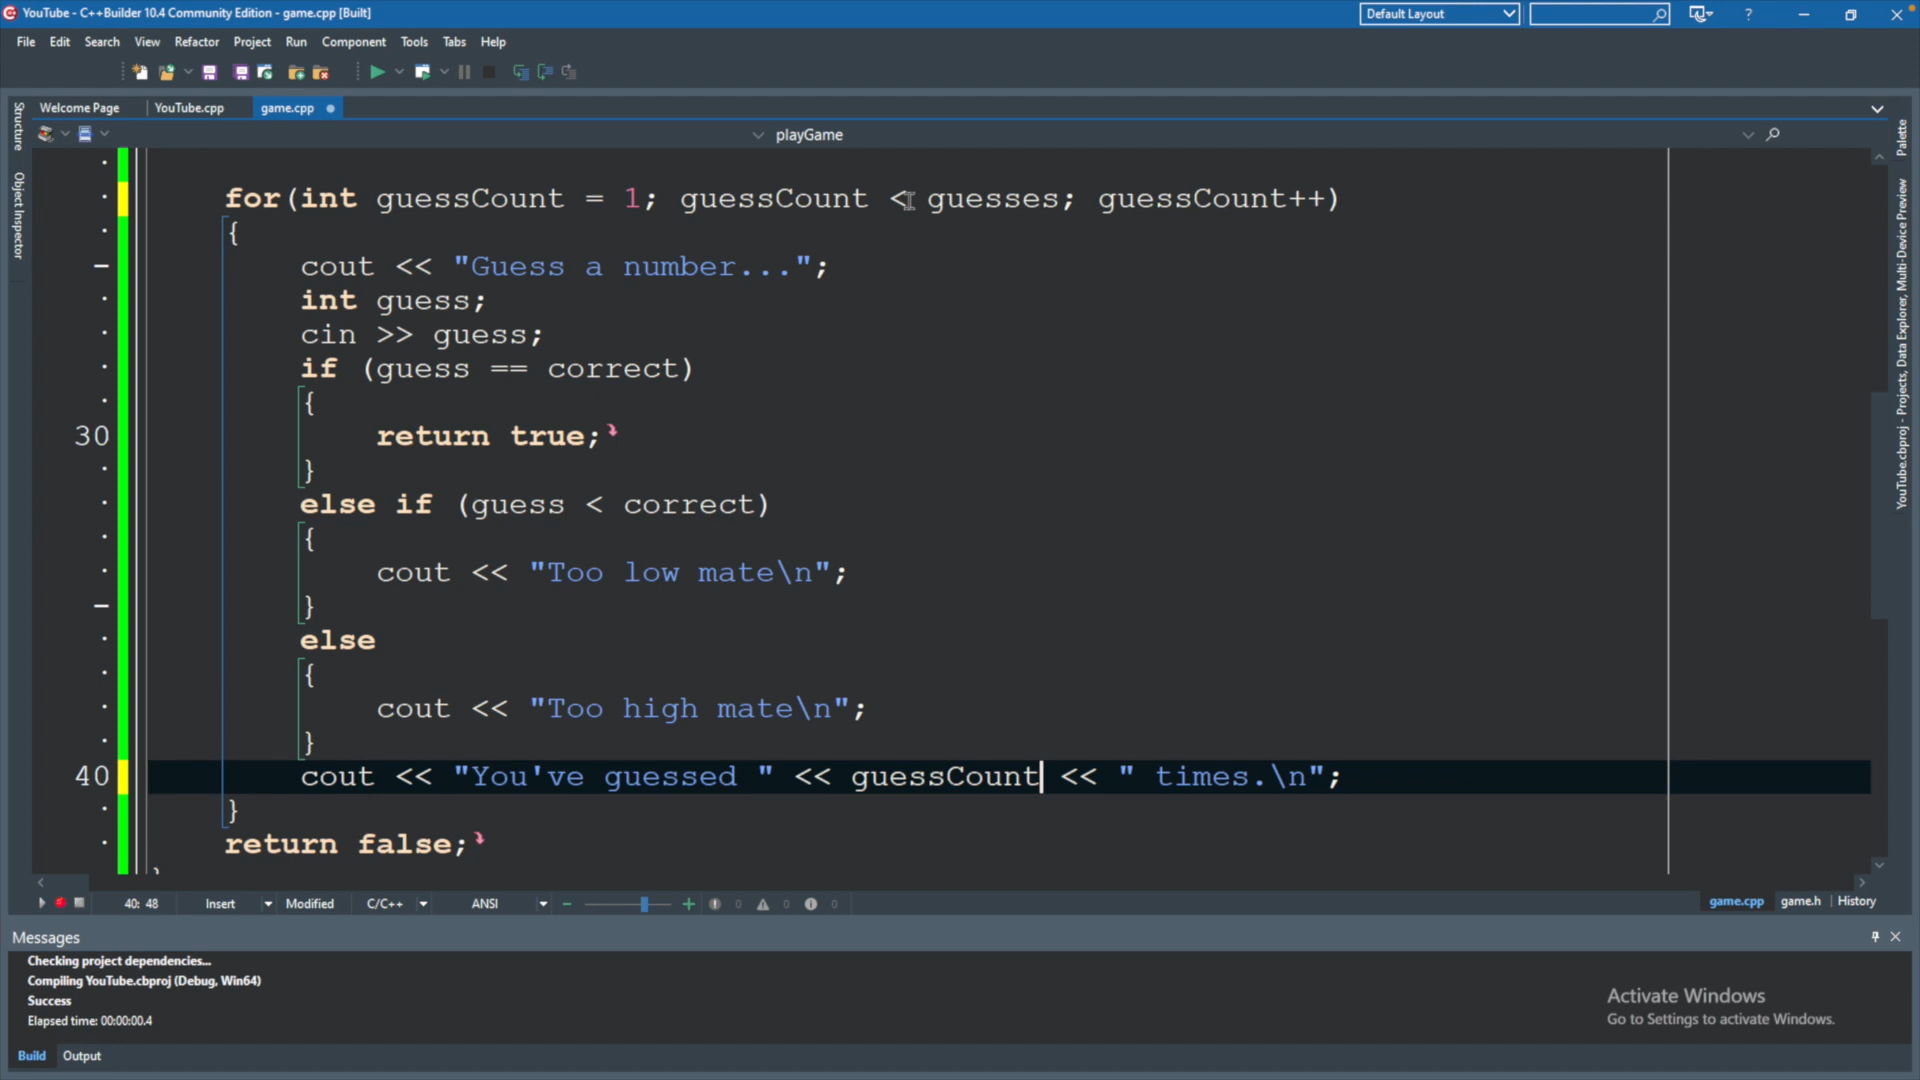 YouTube - C++Builder 10.4 Community Edition - game.cpp [Built]
Default Layout
?
File Edit Search View Refactor Project Run Component Tools Tabs Help
Welcome Page YouTube.cpp game.cpp
playGame
Structure
Object Inspector
Palette
YouTube.cbproj - Projects, Data Explorer, Multi-Device Preview
for(int guessCount = 1; guessCount < guesses; guessCount++)
{
cout << "Guess a number...";
int guess;
cin >> guess;
if (guess == correct)
{
30 return true;
}
else if (guess < correct)
{
cout << "Too low mate\n";
}
else
{
cout << "Too high mate\n";
}
40 cout << "You've guessed " << guessCount << " times.\n";
}
return false;
40: 48 Insert Modified C/C++ ANSI 0 0 0 game.cpp game.h History
Messages
Checking project dependencies...
Compiling YouTube.cbproj (Debug, Win64)
Success
Elapsed time: 00:00:00.4
Activate Windows
Go to Settings to activate Windows.
Build Output